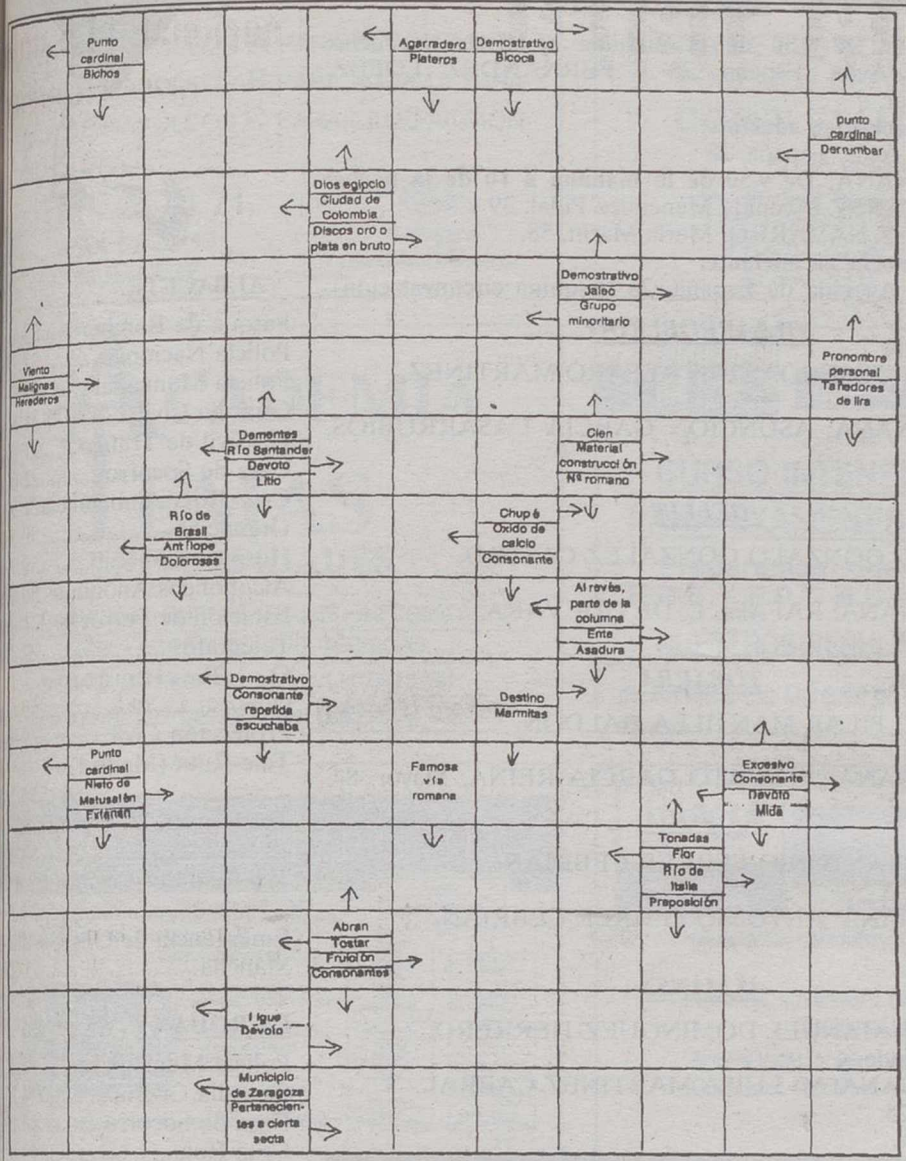 Punto
cardinal
Bichos
Agarradero
Plateros
Demostrativo
Bicoca
punto
cardinal
Derrumbar
Dios egipcio
Ciudad de
Colombia
Discos oro o
plata en bruto
Demostrativo
Jaleo
Grupo
minoritario
Viento
Malignas
Herederos
Pronombre
personal
Tañedores
de lira
Dementes
Río Santander
Devoto
Litio
Cien
Material
construcción
Nº romano
Río de
Brasil
Antílope
Dolorosas
Chupé
Oxido de
calcio
Consonante
Al revés,
parte de la
columna
Ente
Asadura
Demostrativo
Consonante
repetida
escuchaba
Destino
Marmitas
Punto
cardinal
Nieto de
Matusalén
Famosa
vía
romana
Excesivo
Consonante
Devoto
Mida
Tonadas
Flor
Río de
Italia
Preposición
Abran
Tostar
Fruición
Consonantes
Devoto
Municipio
de Zaragoza
Pertenecien-
tes a cierta
secta